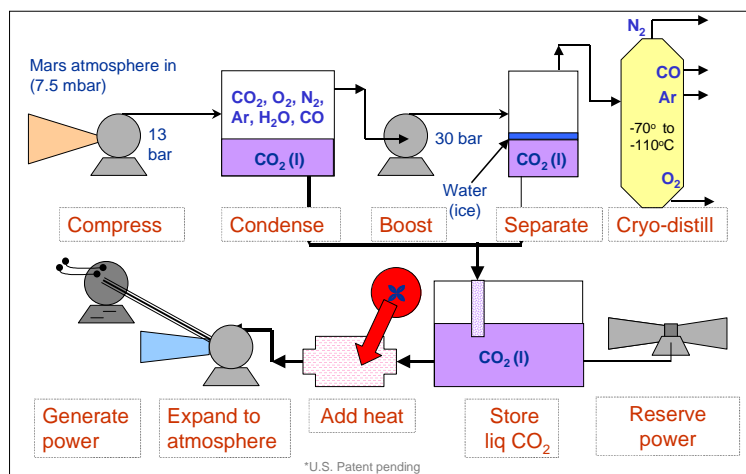 Mars atmosphere in
(7.5 mbar)
13
bar
CO₂, O₂, N₂,
Ar, H₂O, CO
CO₂ (l)
30 bar
Water
(ice)
CO₂ (l)
N₂
CO
Ar
-70° to
-110°C
O₂
Compress
Condense
Boost
Separate
Cryo-distill
CO₂ (l)
Generate
power
Expand to
atmosphere
Add heat
Store
liq CO₂
Reserve
power
*U.S. Patent pending